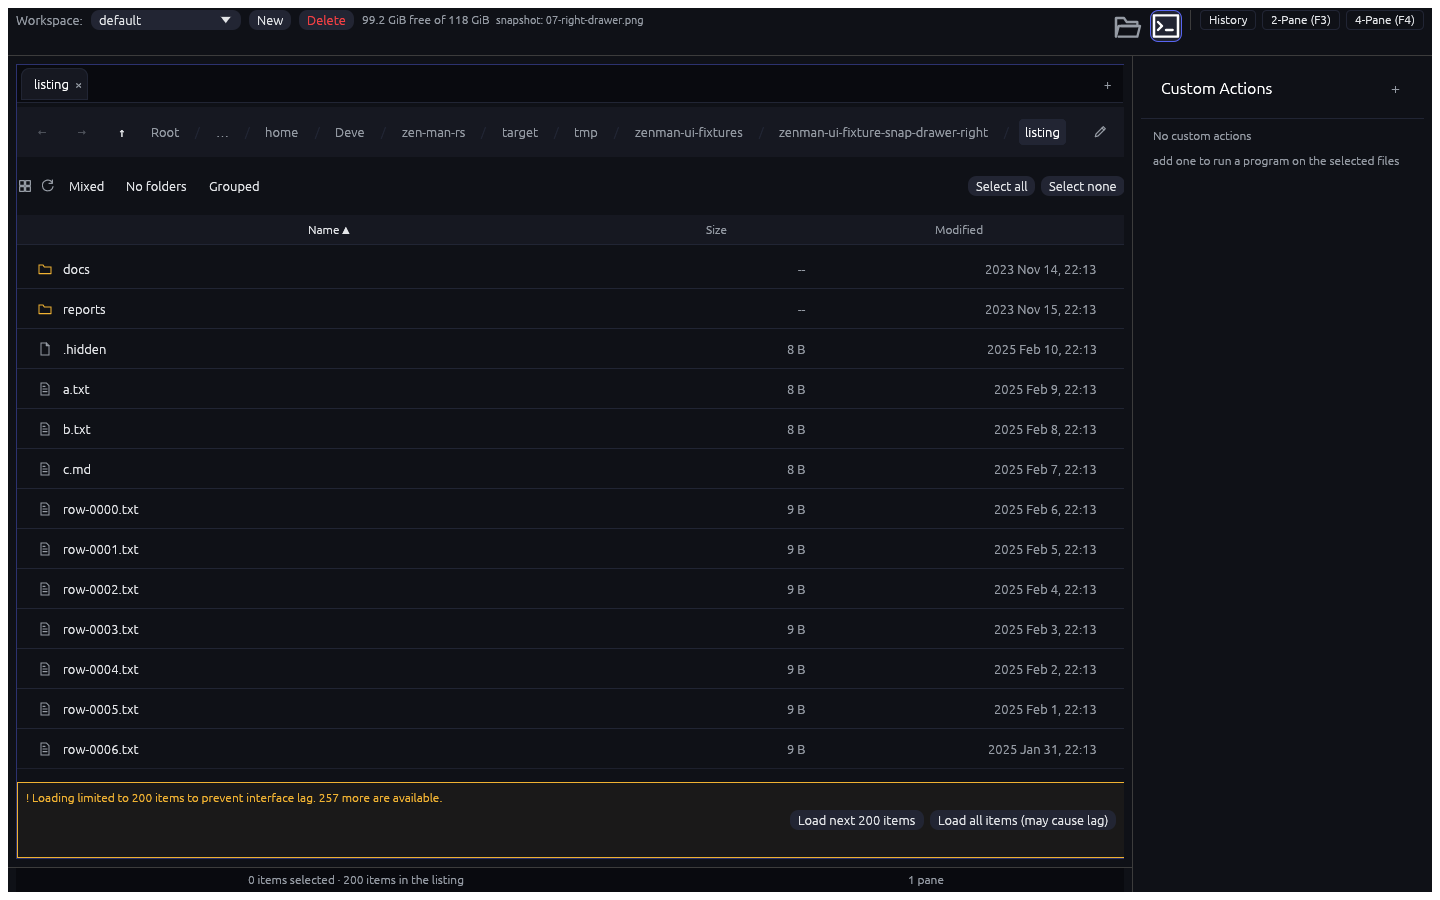 Workspace: default New Delete 99.2 GiB free of 118 GiB snapshot: 07-right-drawer.png History 2-Pane (F3) 4-Pane (F4)
listing × +
← → ↑ Root / ... / home / Deve / zen-man-rs / target / tmp / zenman-ui-fixtures / zenman-ui-fixture-snap-drawer-right / listing
Mixed No folders Grouped Select all Select none
Name▲ Size Modified
docs -- 2023 Nov 14, 22:13
reports -- 2023 Nov 15, 22:13
.hidden 8 B 2025 Feb 10, 22:13
a.txt 8 B 2025 Feb 9, 22:13
b.txt 8 B 2025 Feb 8, 22:13
c.md 8 B 2025 Feb 7, 22:13
row-0000.txt 9 B 2025 Feb 6, 22:13
row-0001.txt 9 B 2025 Feb 5, 22:13
row-0002.txt 9 B 2025 Feb 4, 22:13
row-0003.txt 9 B 2025 Feb 3, 22:13
row-0004.txt 9 B 2025 Feb 2, 22:13
row-0005.txt 9 B 2025 Feb 1, 22:13
row-0006.txt 9 B 2025 Jan 31, 22:13
! Loading limited to 200 items to prevent interface lag. 257 more are available.
Load next 200 items Load all items (may cause lag)
0 items selected · 200 items in the listing 1 pane
Custom Actions +
No custom actions
add one to run a program on the selected files